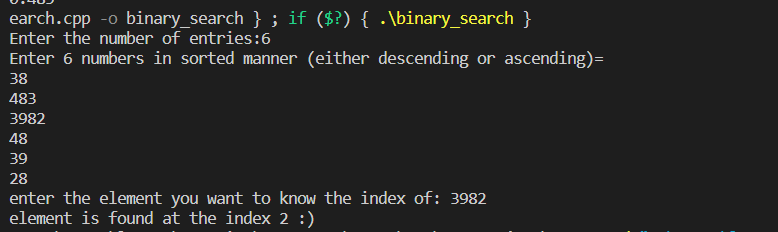 earch.cpp -o binary_search } ; if ($?) { .\binary_search }
Enter the number of entries:6
Enter 6 numbers in sorted manner (either descending or ascending)=
38
483
3982
48
39
28
enter the element you want to know the index of: 3982
element is found at the index 2 :)